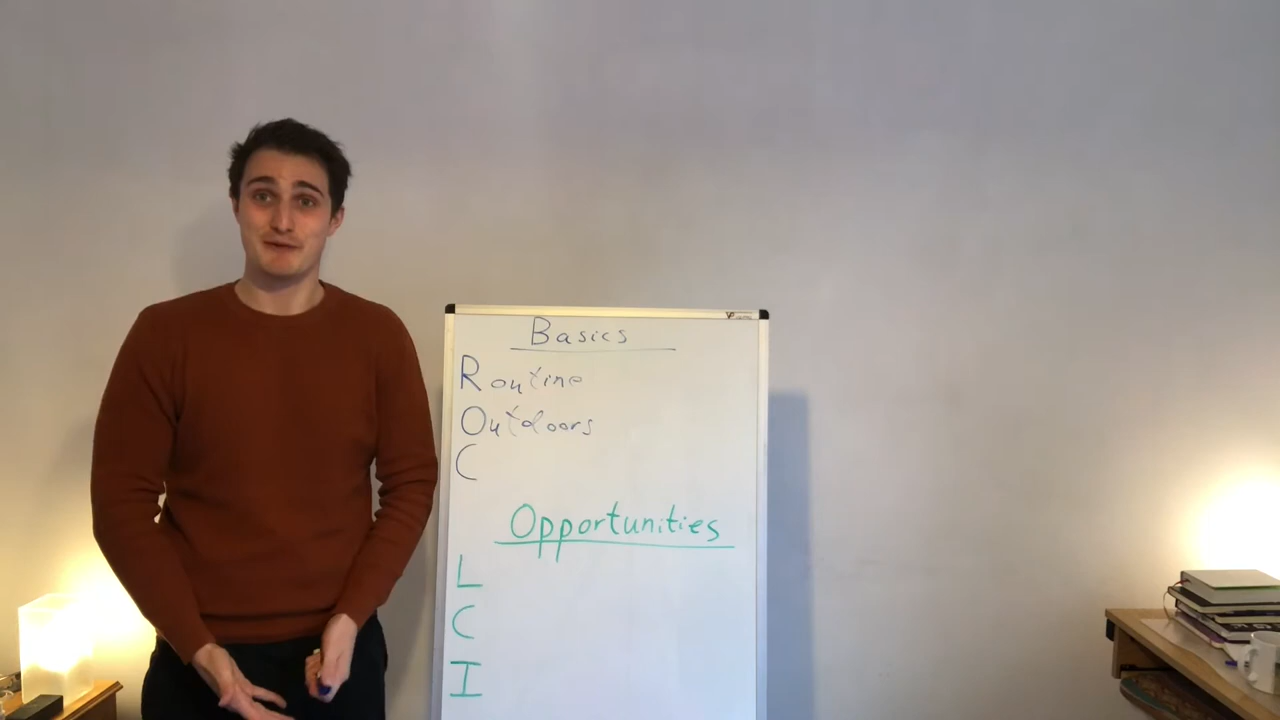 Basics
Routine
Outdoors
C
Opportunities
L
C
I